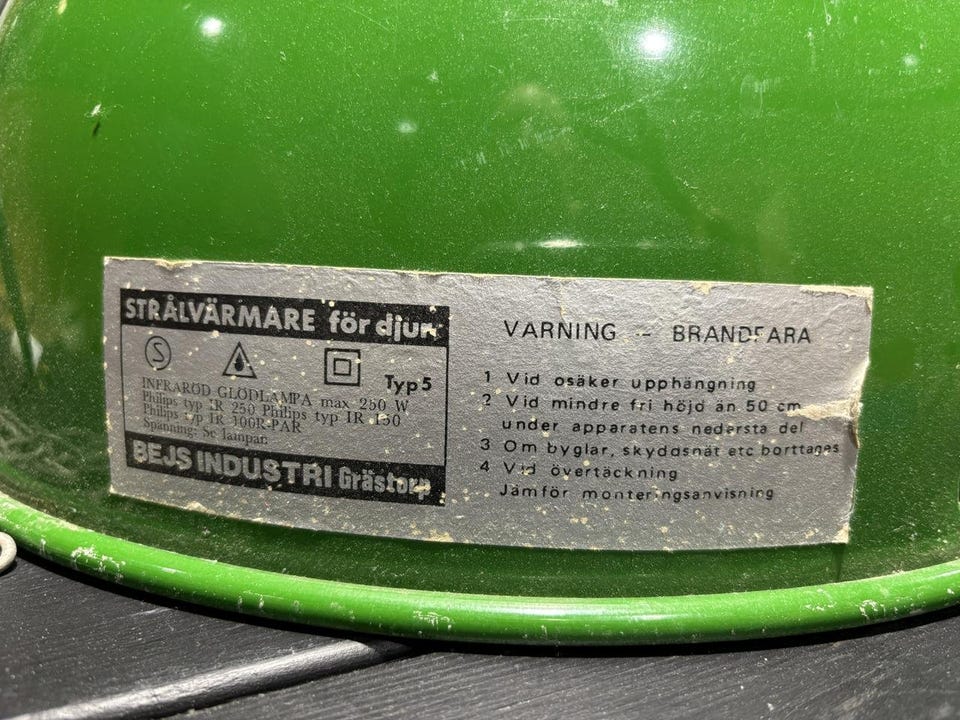 STRÅLVÄRMARE för djur
S
Typ 5
INFRARÖD GLÖDLAMPA max 250 W
Philips typ IR 250 Philips typ IR 150
Philips typ IR 100R-PAR
Spänning: Se lampan
BEJS INDUSTRI Grästorp
VARNING - BRANDFARA
1 Vid osäker upphängning
2 Vid mindre fri höjd än 50 cm
under apparatens nedersta del
3 Om byglar, skyddsnät etc borttages
4 Vid övertäckning
Jämför monteringsanvisning